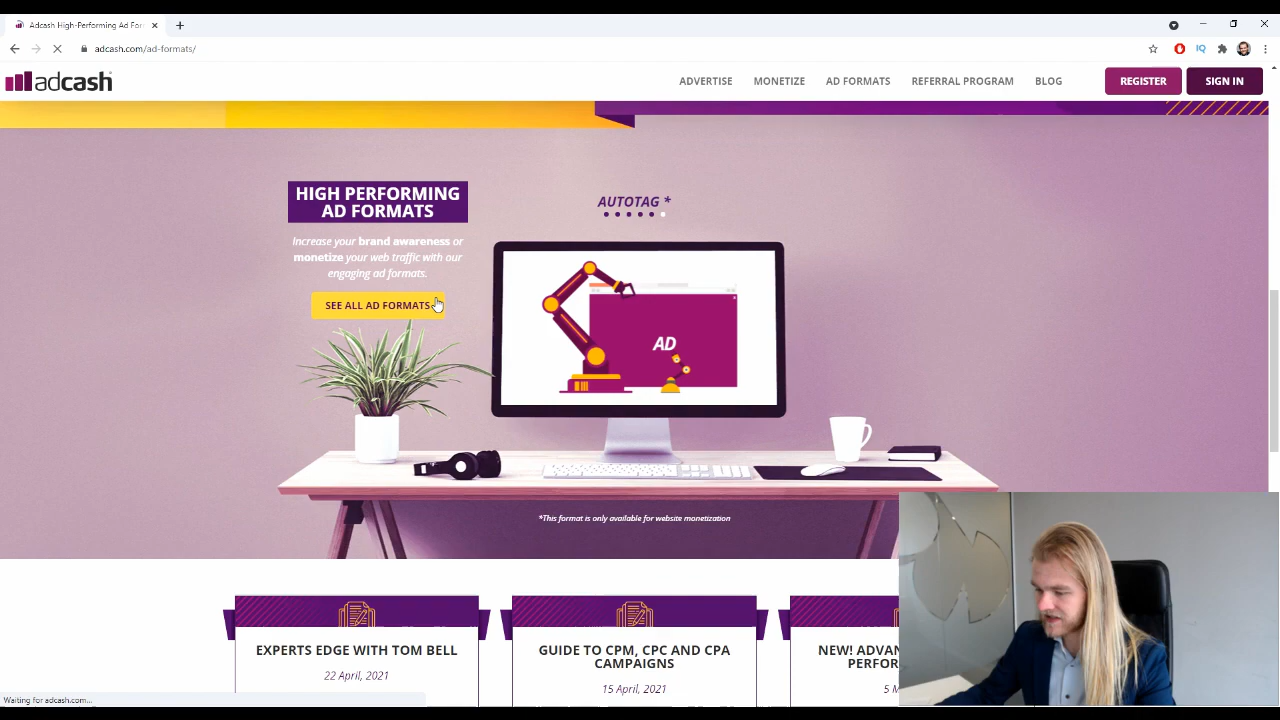 Adcash High-Performing Ad For
adcash.com/ad-formats/
IQ
adcash
ADVERTISE
MONETIZE
AD FORMATS
REFERRAL PROGRAM
BLOG
REGISTER
SIGN IN
HIGH PERFORMING
AD FORMATS
Increase your brand awareness or
monetize your web traffic with our
engaging ad formats.
SEE ALL AD FORMATS
AUTOTAG *
AD
*This format is only available for website monetization
EXPERTS EDGE WITH TOM BELL
22 April, 2021
GUIDE TO CPM, CPC AND CPA
CAMPAIGNS
15 April, 2021
NEW! ADVAN
PERFOR
5 M
Waiting for adcash.com...